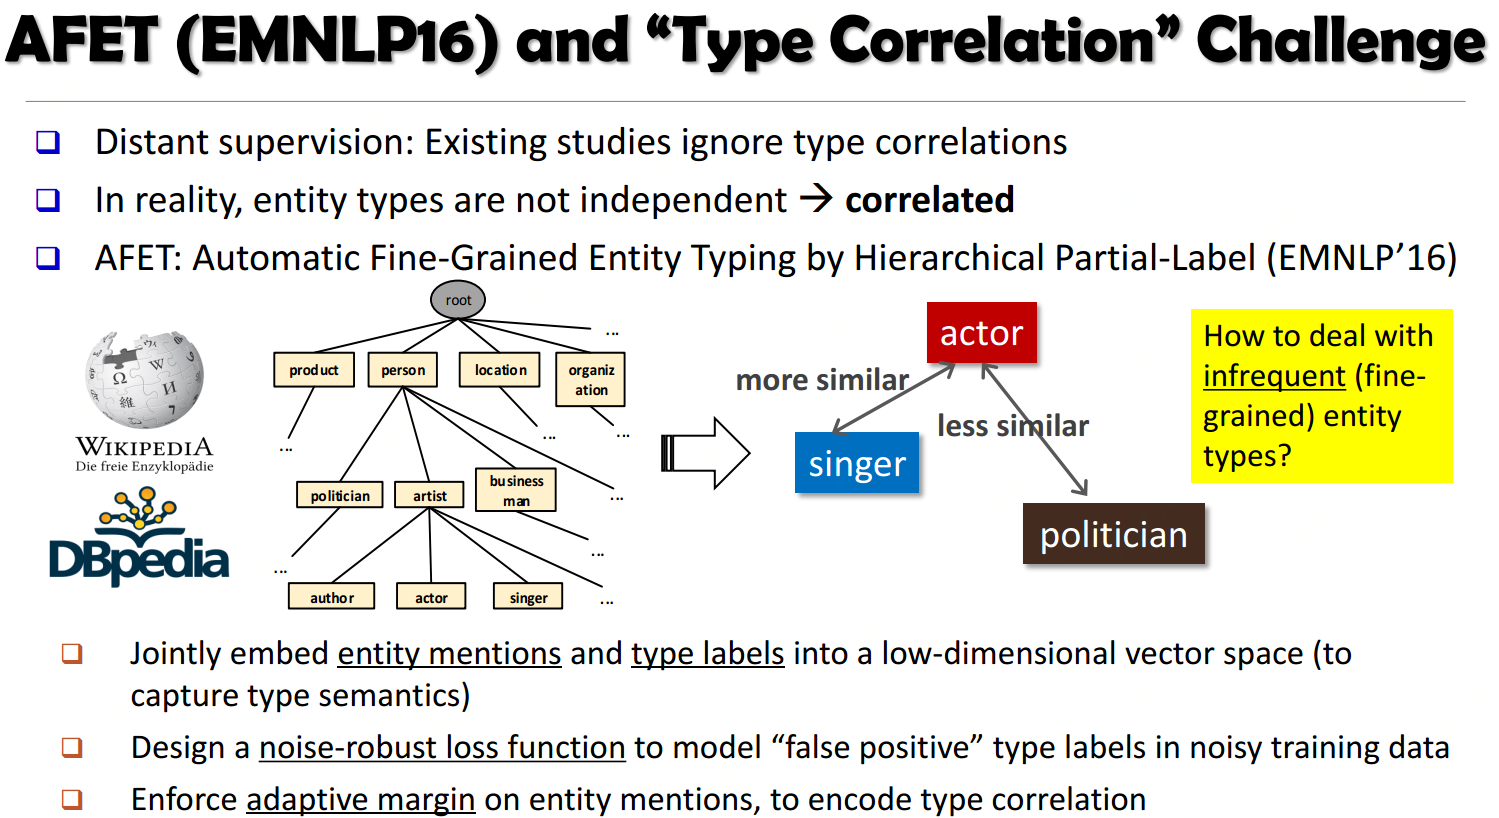 AFET (EMNLP16) and “Type Correlation” Challenge
❑ Distant supervision: Existing studies ignore type correlations
❑ In reality, entity types are not independent → correlated
❑ AFET: Automatic Fine-Grained Entity Typing by Hierarchical Partial-Label (EMNLP’16)
root
...
product
person
location
organiz
ation
...
...
...
politician
artist
business
man
...
...
...
author
actor
singer
...
WIKIPEDIA
Die freie Enzyklopädie
DBpedia
actor
more similar
less similar
singer
politician
How to deal with
infrequent (fine-
grained) entity
types?
❑ Jointly embed entity mentions and type labels into a low-dimensional vector space (to
capture type semantics)
❑ Design a noise-robust loss function to model “false positive” type labels in noisy training data
❑ Enforce adaptive margin on entity mentions, to encode type correlation